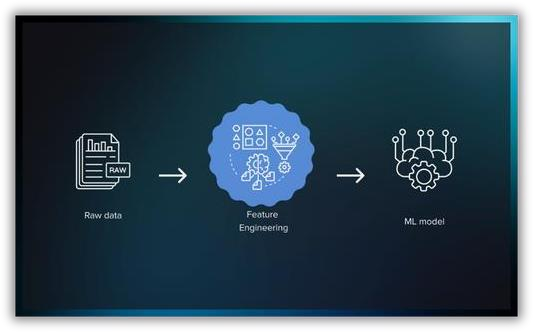 RAW
Raw data
Feature
Engineering
ML model